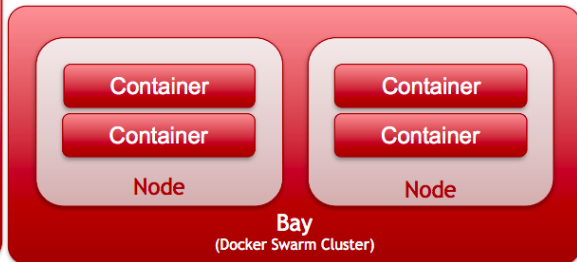 Container
Container
Node
Container
Container
Node
Bay
(Docker Swarm Cluster)